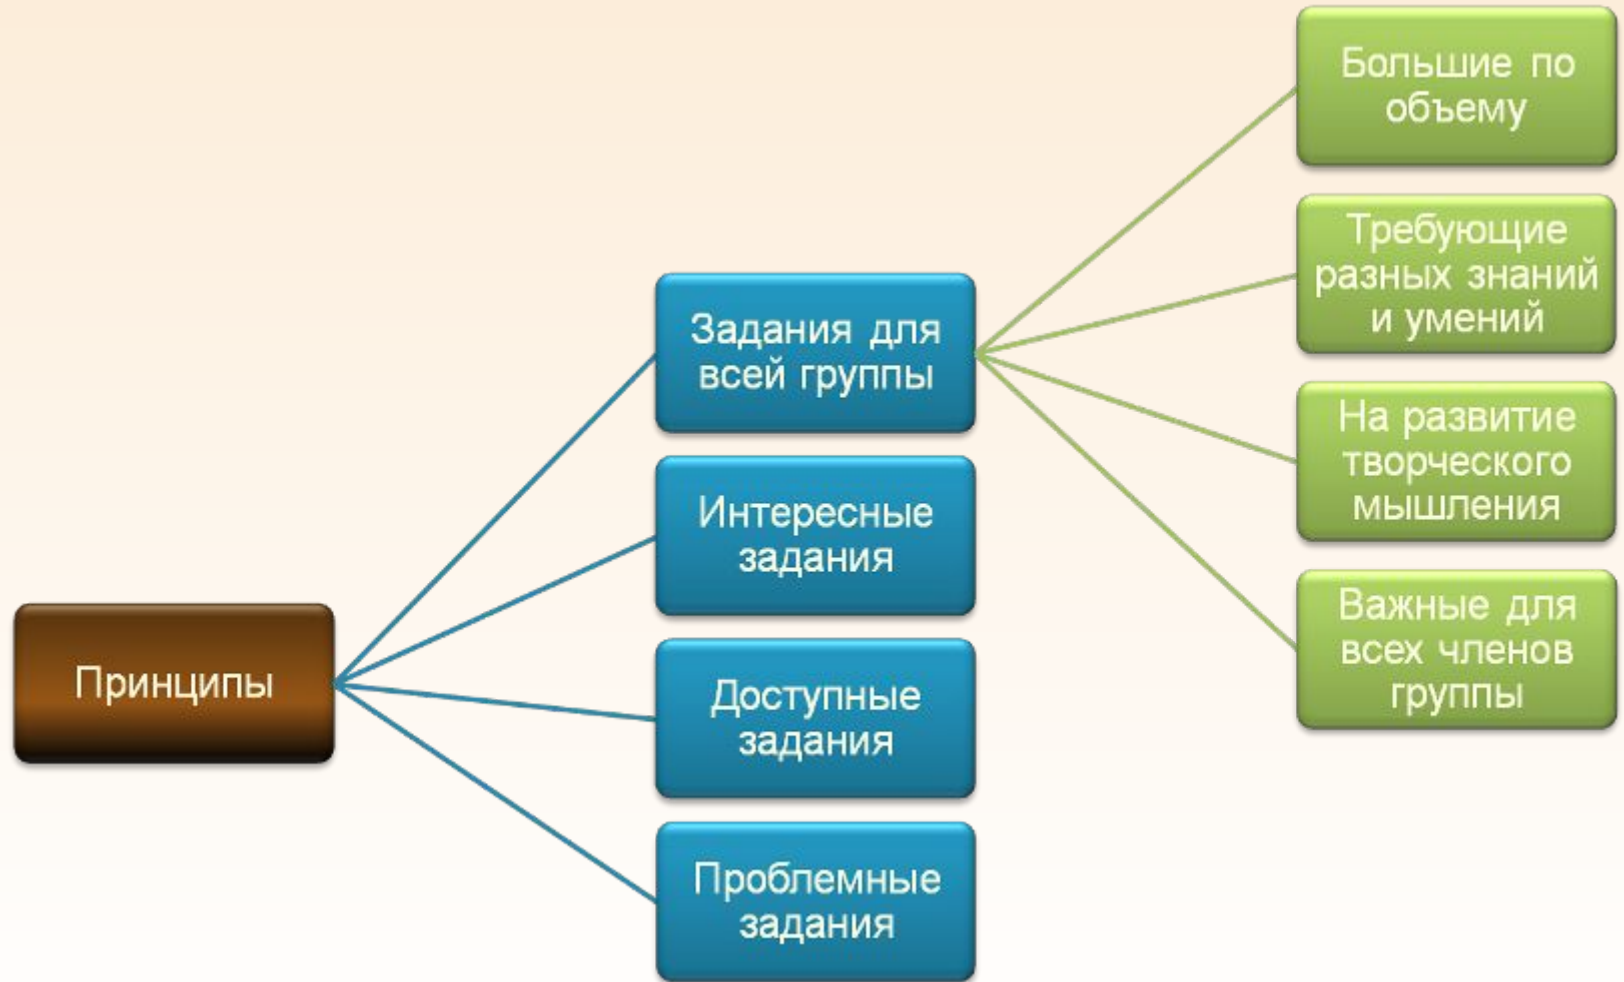 Принципы
Задания для
всей группы
Интересные
задания
Доступные
задания
Проблемные
задания
Большие по
объему
Требующие
разных знаний
и умений
На развитие
творческого
мышления
Важные для
всех членов
группы